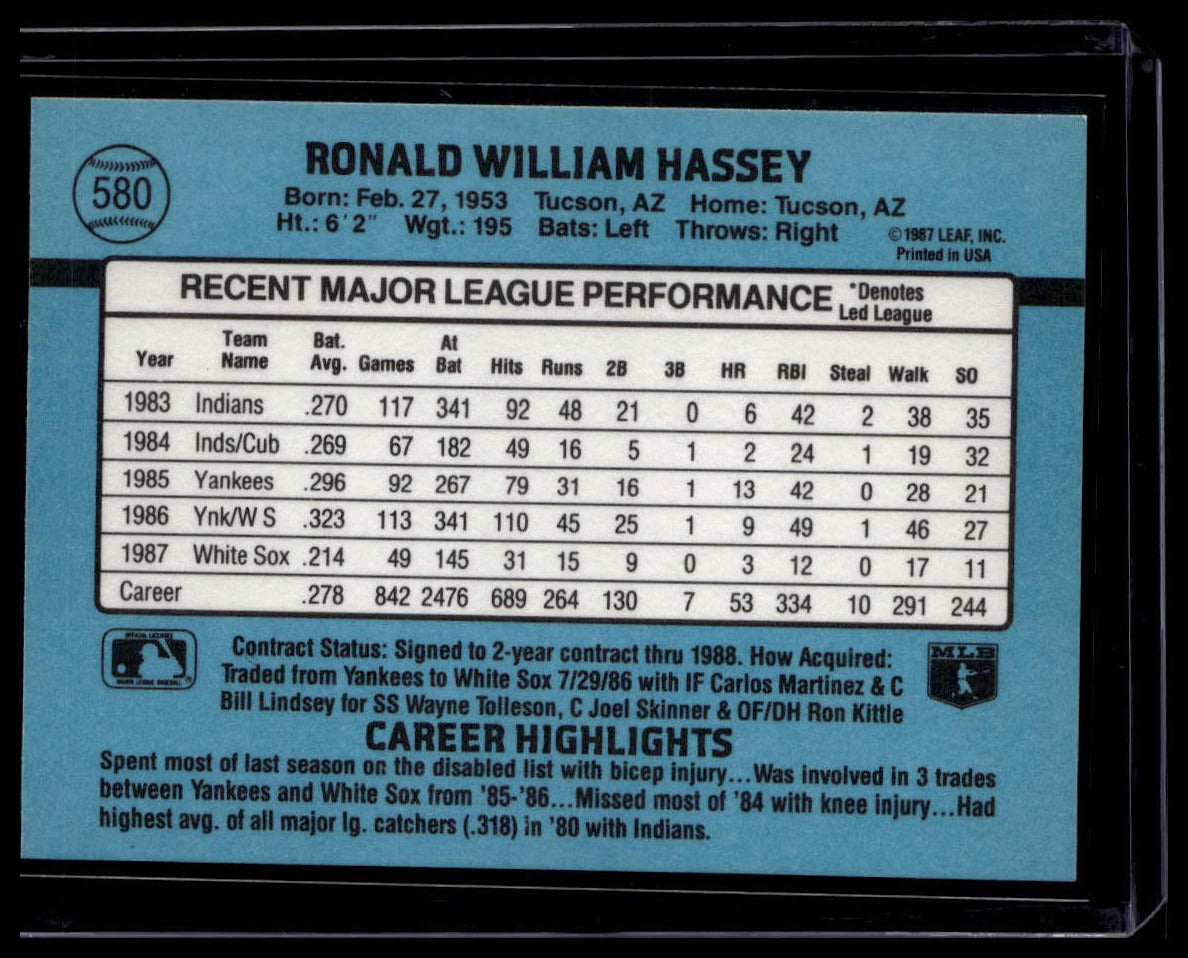 580
RONALD WILLIAM HASSEY
Born: Feb. 27, 1953 Tucson, AZ Home: Tucson, AZ
Ht.: 6'2" Wgt.: 195 Bats: Left Throws: Right
©1987 LEAF, INC.
Printed in USA
RECENT MAJOR LEAGUE PERFORMANCE *Denotes
Led League
Year Team Name Bat. Avg. Games At Bat Hits Runs 2B 3B HR RBI Steal Walk SO
1983 Indians .270 117 341 92 48 21 0 6 42 2 38 35
1984 Inds/Cub .269 67 182 49 16 5 1 2 24 1 19 32
1985 Yankees .296 92 267 79 31 16 1 13 42 0 28 21
1986 Ynk/W S .323 113 341 110 45 25 1 9 49 1 46 27
1987 White Sox .214 49 145 31 15 9 0 3 12 0 17 11
Career .278 842 2476 689 264 130 7 53 334 10 291 244
OFFICIAL LICENSEE
MAJOR LEAGUE BASEBALL
®
Contract Status: Signed to 2-year contract thru 1988. How Acquired:
Traded from Yankees to White Sox 7/29/86 with IF Carlos Martinez & C
Bill Lindsey for SS Wayne Tolleson, C Joel Skinner & OF/DH Ron Kittle
MLB
CAREER HIGHLIGHTS
Spent most of last season on the disabled list with bicep injury...Was involved in 3 trades
between Yankees and White Sox from '85-'86...Missed most of '84 with knee injury...Had
highest avg. of all major lg. catchers (.318) in '80 with Indians.